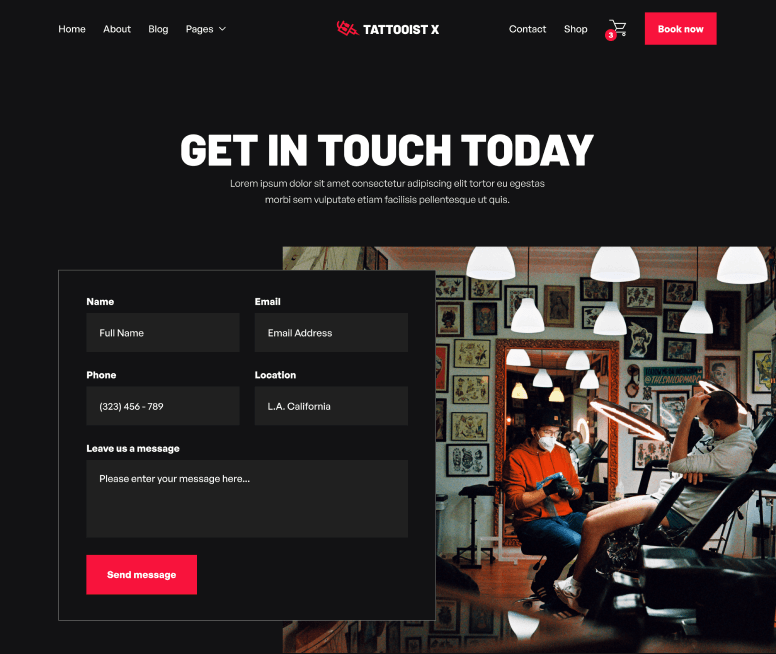 Home About Blog Pages TATTOOIST X Contact Shop 3 Book now
GET IN TOUCH TODAY
Lorem ipsum dolor sit amet consectetur adipiscing elit tortor eu egestas
morbi sem vulputate etiam facilisis pellentesque ut quis.
Name Email
Full Name Email Address
Phone Location
(323) 456 - 789 L.A. California
Leave us a message
Please enter your message here...
Send message